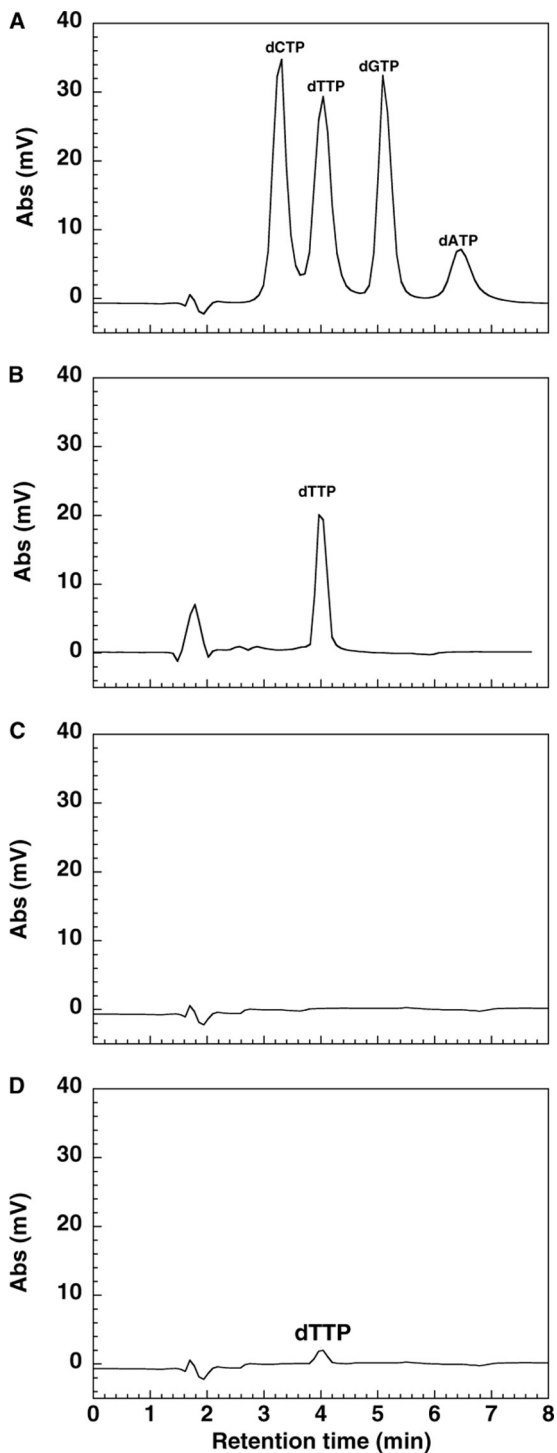 A
40
dCTP
dTTP
dGTP
30
Abs (mV)
20
10
dATP
0
B
40
30
Abs (mV)
dTTP
20
10
0
C
40
30
Abs (mV)
20
10
0
D
40
30
Abs (mV)
20
10
dTTP
0
0 1 2 3 4 5 6 7 8
Retention time (min)